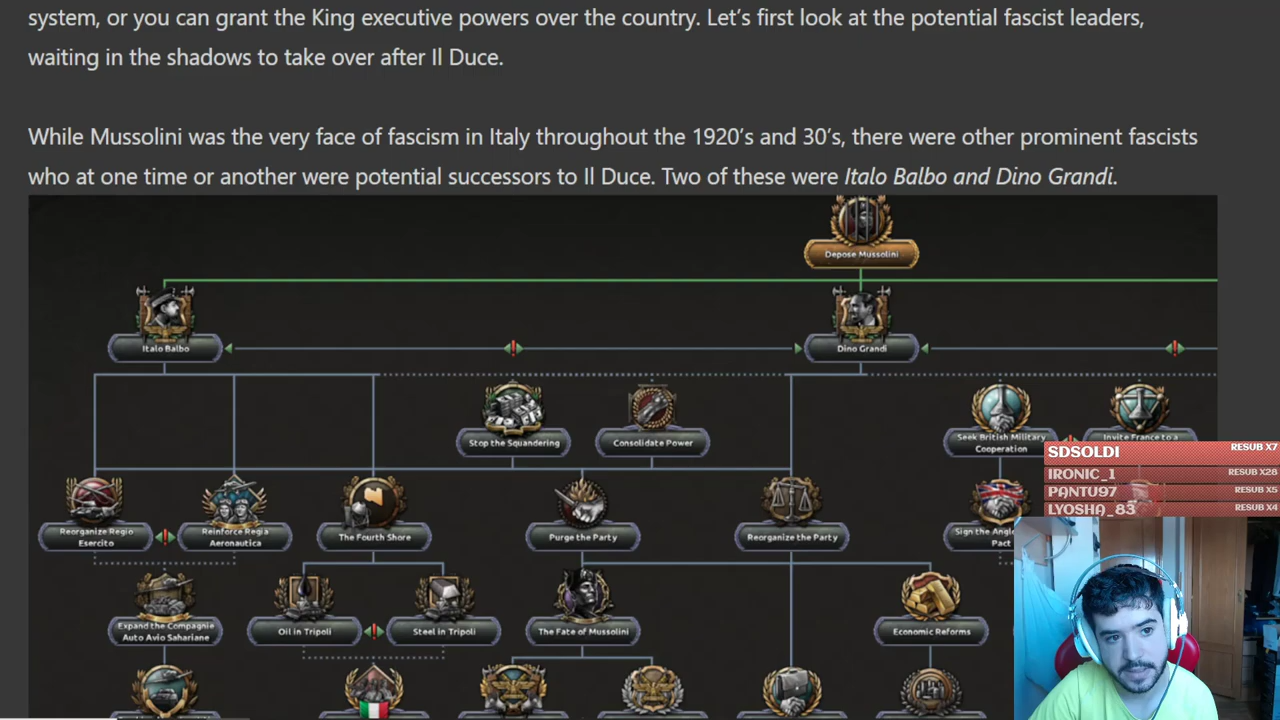 system, or you can grant the King executive powers over the country. Let's first look at the potential fascist leaders,
waiting in the shadows to take over after Il Duce.
While Mussolini was the very face of fascism in Italy throughout the 1920's and 30's, there were other prominent fascists
who at one time or another were potential successors to Il Duce. Two of these were Italo Balbo and Dino Grandi.
Depose Mussolini
Italo Balbo
Dino Grandi
Stop the Squandering
Consolidate Power
Seek British Military
Cooperation
Invite France to a
SDSOLDI RESUB X7
IRONIC_1 RESUB X28
PANTU97 RESUB X5
LYOSHA_83 RESUB X4
Reorganize Regio
Esercito
Reinforce Regia
Aeronautica
The Fourth Shore
Purge the Party
Reorganize the Party
Sign the
Pact
Expand the Compagnie
Auto Avio Sahariane
Oil in Tripoli
Steel in Tripoli
The Fate of Mussolini
Economic Reforms